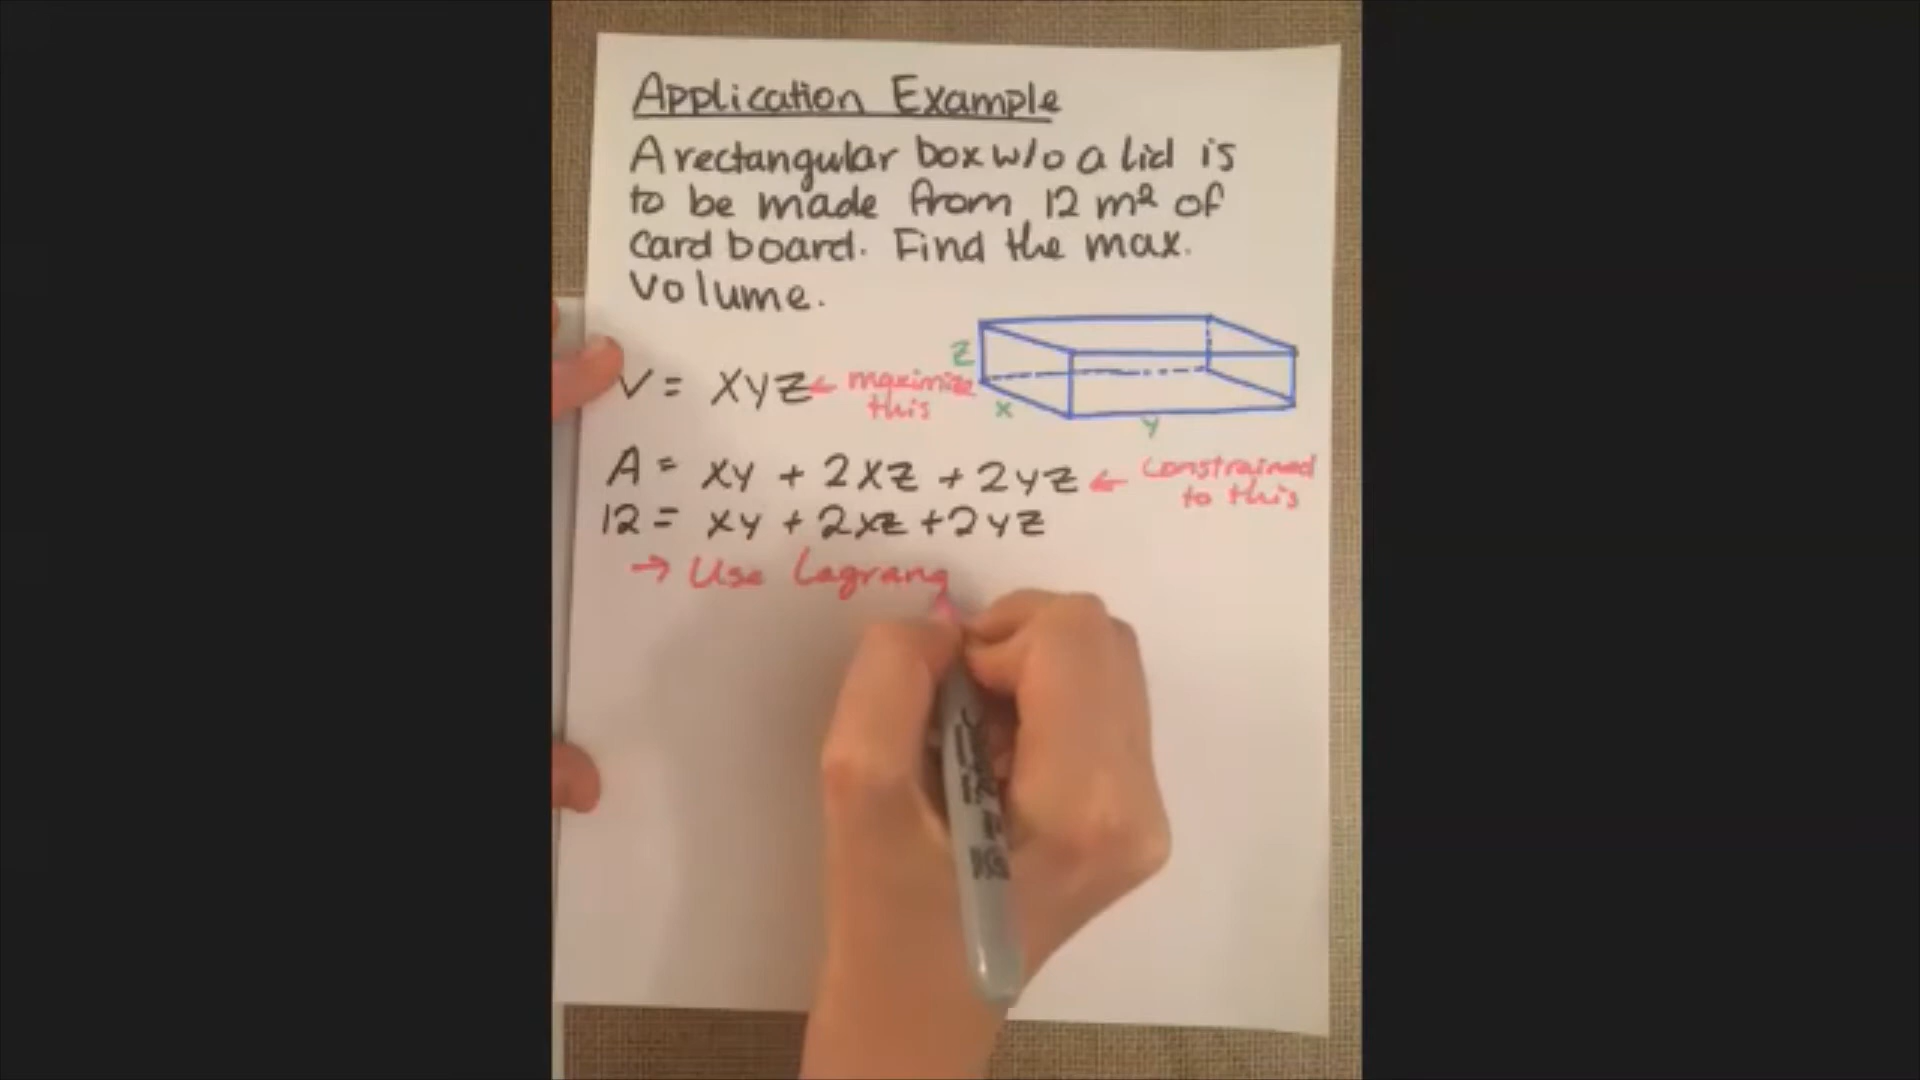 Application Example
A rectangular box w/o a lid is
to be made from 12 m² of
cardboard. Find the max.
Volume.
V = XYZ ← maximize
this
z
x
y
A = XY + 2XZ + 2YZ ← constrained
to this
12 = XY + 2XZ + 2YZ
→ Use Lagrang